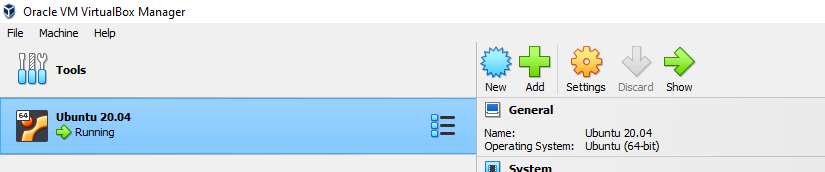 Oracle VM VirtualBox Manager
File Machine Help
Tools
New Add Settings Discard Show
64
Ubuntu 20.04
Running
General
Name: Ubuntu 20.04
Operating System: Ubuntu (64-bit)
System